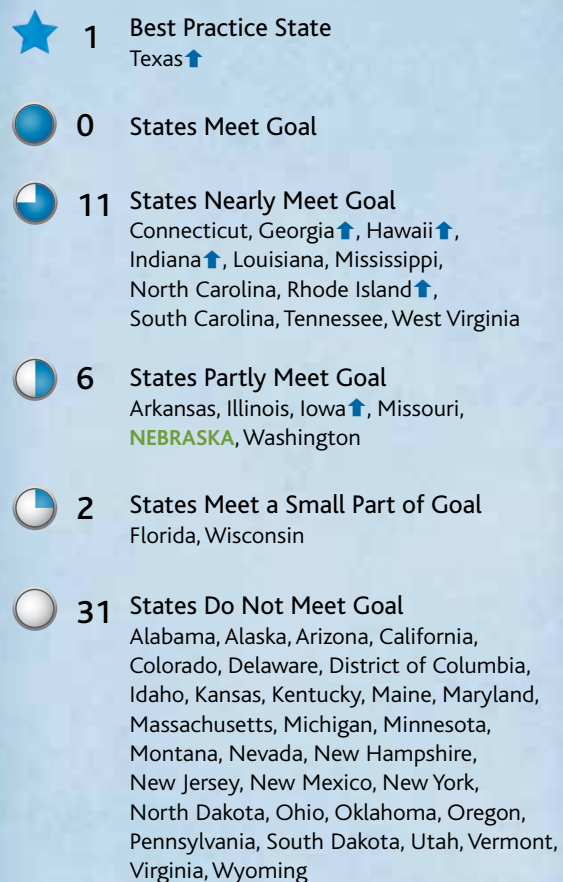 1 Best Practice State
Texas⬆
0 States Meet Goal
11 States Nearly Meet Goal
Connecticut, Georgia⬆, Hawaii⬆,
Indiana⬆, Louisiana, Mississippi,
North Carolina, Rhode Island⬆,
South Carolina, Tennessee, West Virginia
6 States Partly Meet Goal
Arkansas, Illinois, Iowa⬆, Missouri,
NEBRASKA, Washington
2 States Meet a Small Part of Goal
Florida, Wisconsin
31 States Do Not Meet Goal
Alabama, Alaska, Arizona, California,
Colorado, Delaware, District of Columbia,
Idaho, Kansas, Kentucky, Maine, Maryland,
Massachusetts, Michigan, Minnesota,
Montana, Nevada, New Hampshire,
New Jersey, New Mexico, New York,
North Dakota, Ohio, Oklahoma, Oregon,
Pennsylvania, South Dakota, Utah, Vermont,
Virginia, Wyoming